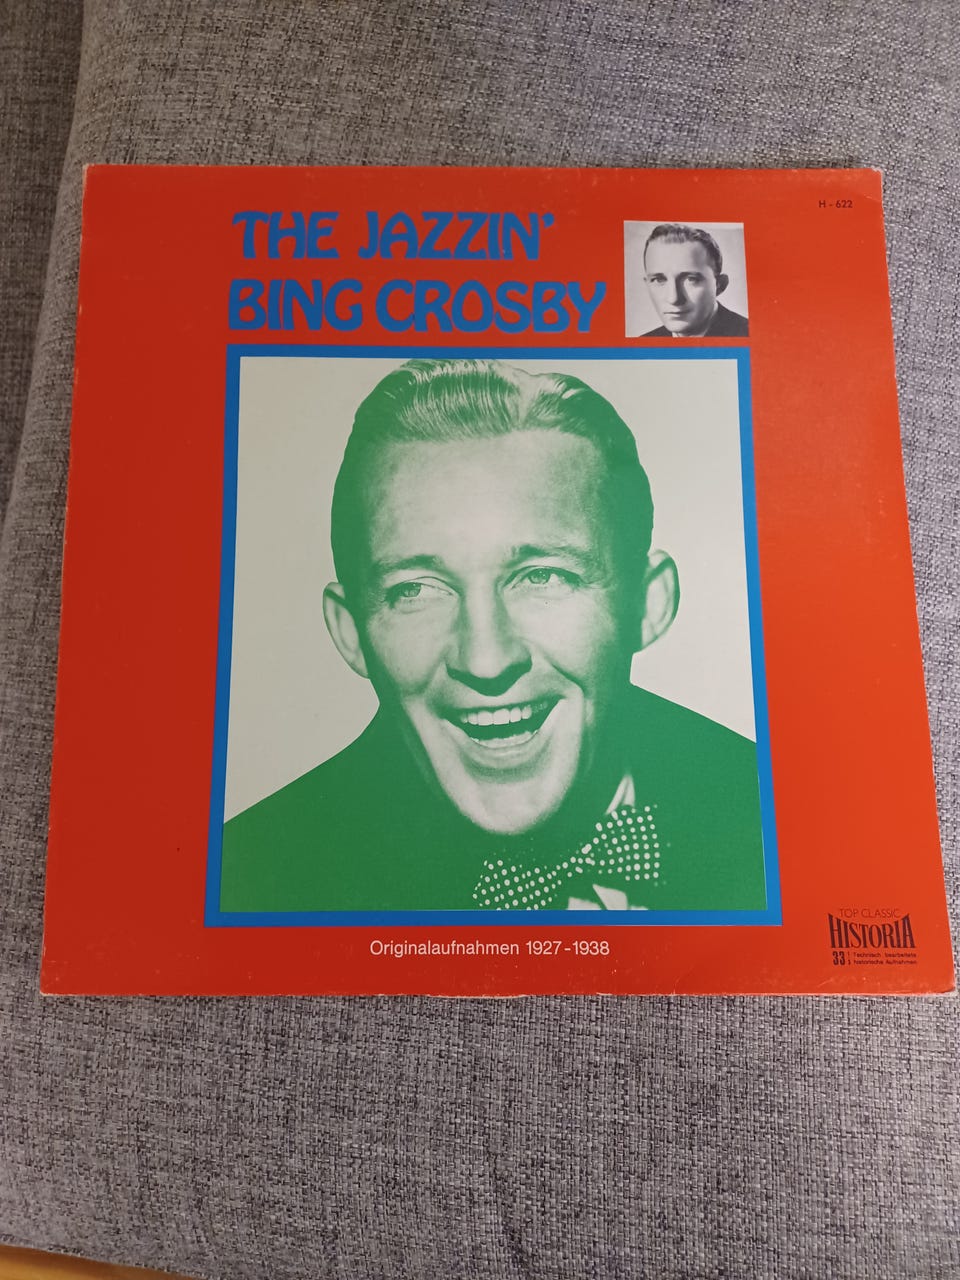 H - 622
THE JAZZIN'
BING CROSBY
Originalaufnahmen 1927-1938
TOP CLASSIC
HISTORIA
33 Technisch bearbeitete
historische Aufnahmen